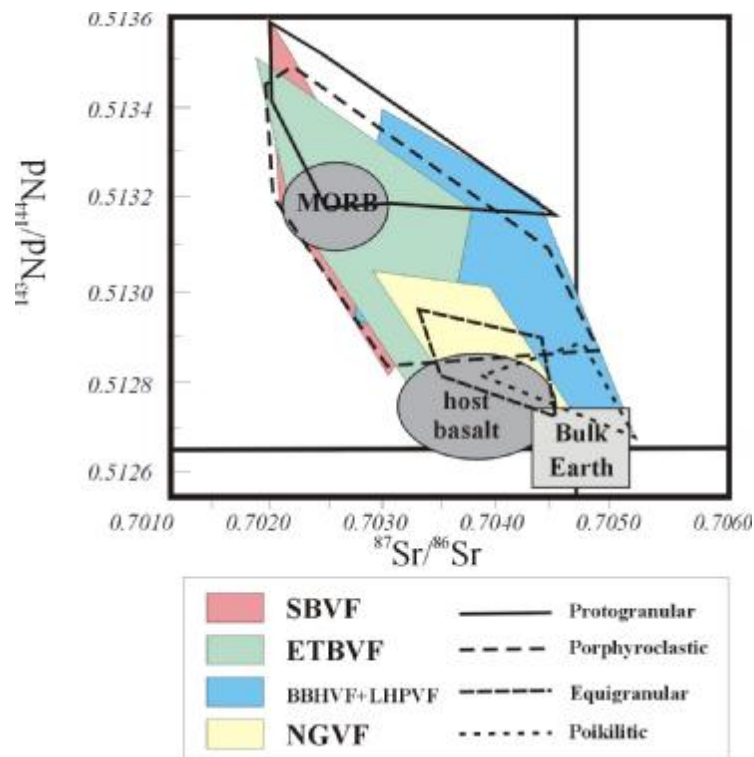 0.5136
0.5134
0.5132
0.5130
0.5128
0.5126
¹⁴³Nd/¹⁴⁴Nd
MORB
host
basalt
Bulk
Earth
0.7010 0.7020 0.7030 0.7040 0.7050 0.7060
⁸⁷Sr/⁸⁶Sr
SBVF Protogranular
ETBVF Porphyroclastic
BBHVF+LHPVF Equigranular
NGVF Poikilitic